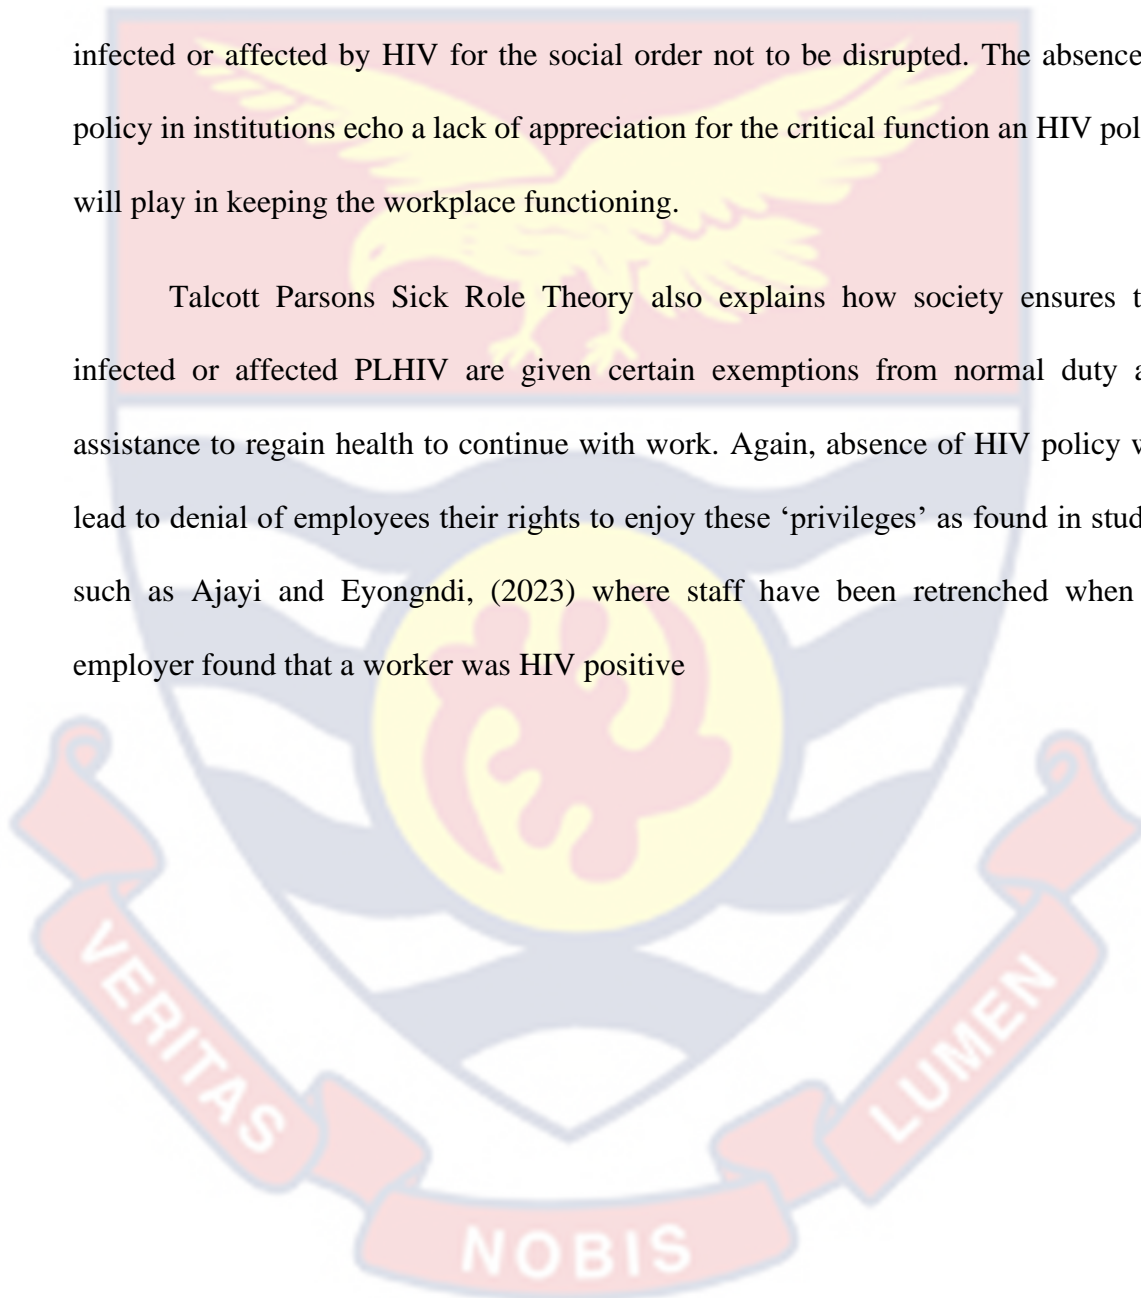 infected or affected by HIV for the social order not to be disrupted. The absence
policy in institutions echo a lack of appreciation for the critical function an HIV pol
will play in keeping the workplace functioning.
Talcott Parsons Sick Role Theory also explains how society ensures t
infected or affected PLHIV are given certain exemptions from normal duty a
assistance to regain health to continue with work. Again, absence of HIV policy w
lead to denial of employees their rights to enjoy these ‘privileges’ as found in stud
such as Ajayi and Eyongndi, (2023) where staff have been retrenched when
employer found that a worker was HIV positive
VERITAS
NOBIS
LUMEN